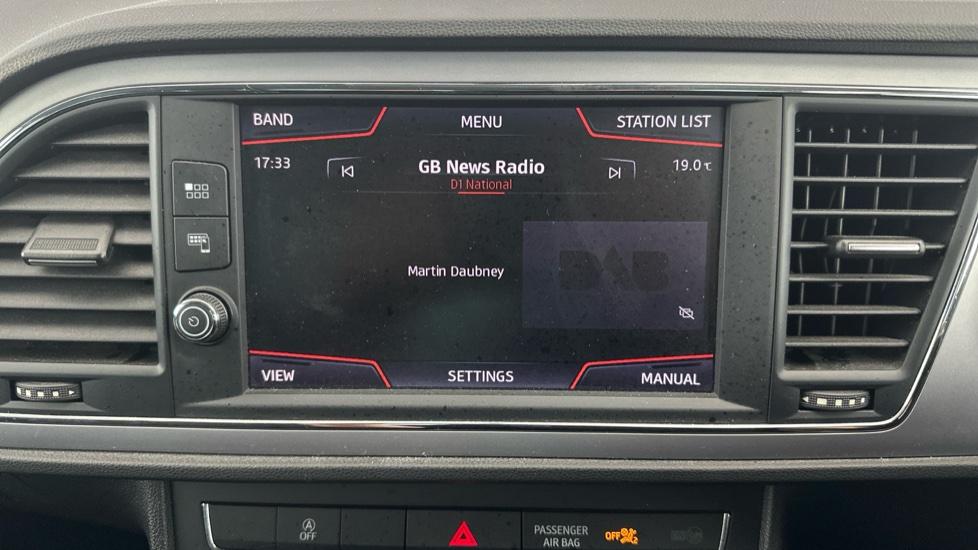 BAND
MENU
STATION LIST
17:33
GB News Radio
19.0℃
D1 National
DAB
Martin Daubney
VIEW
SETTINGS
MANUAL
A
OFF
PASSENGER
AIR BAG
OFF